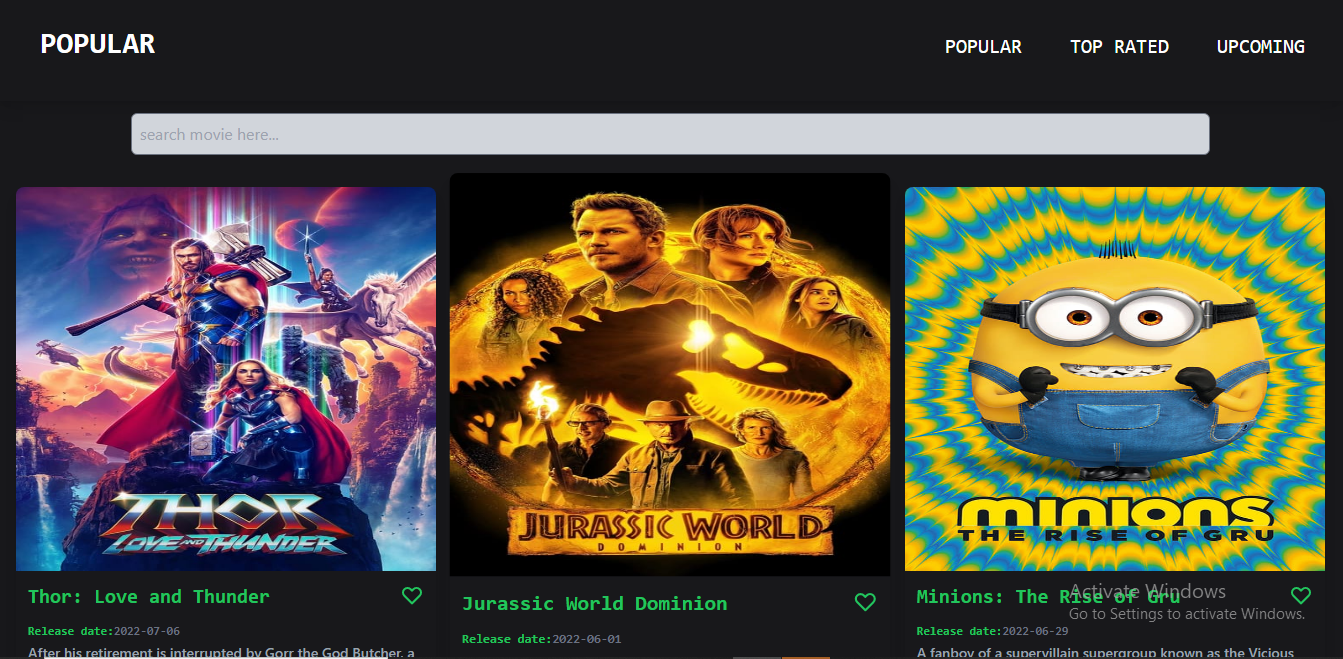 POPULAR
POPULAR TOP RATED UPCOMING
search movie here...
THOR
LOVE AND THUNDER
JURASSIC WORLD
DOMINION
minions
THE RISE OF GRU
Thor: Love and Thunder
Release date:2022-07-06
After his retirement is interrupted by Gorr the God Butcher, a
Jurassic World Dominion
Release date:2022-06-01
Minions: The Rise of Gru
Release date:2022-06-29
A fanboy of a supervillain supergroup known as the Vicious
Activate Windows
Go to Settings to activate Windows.